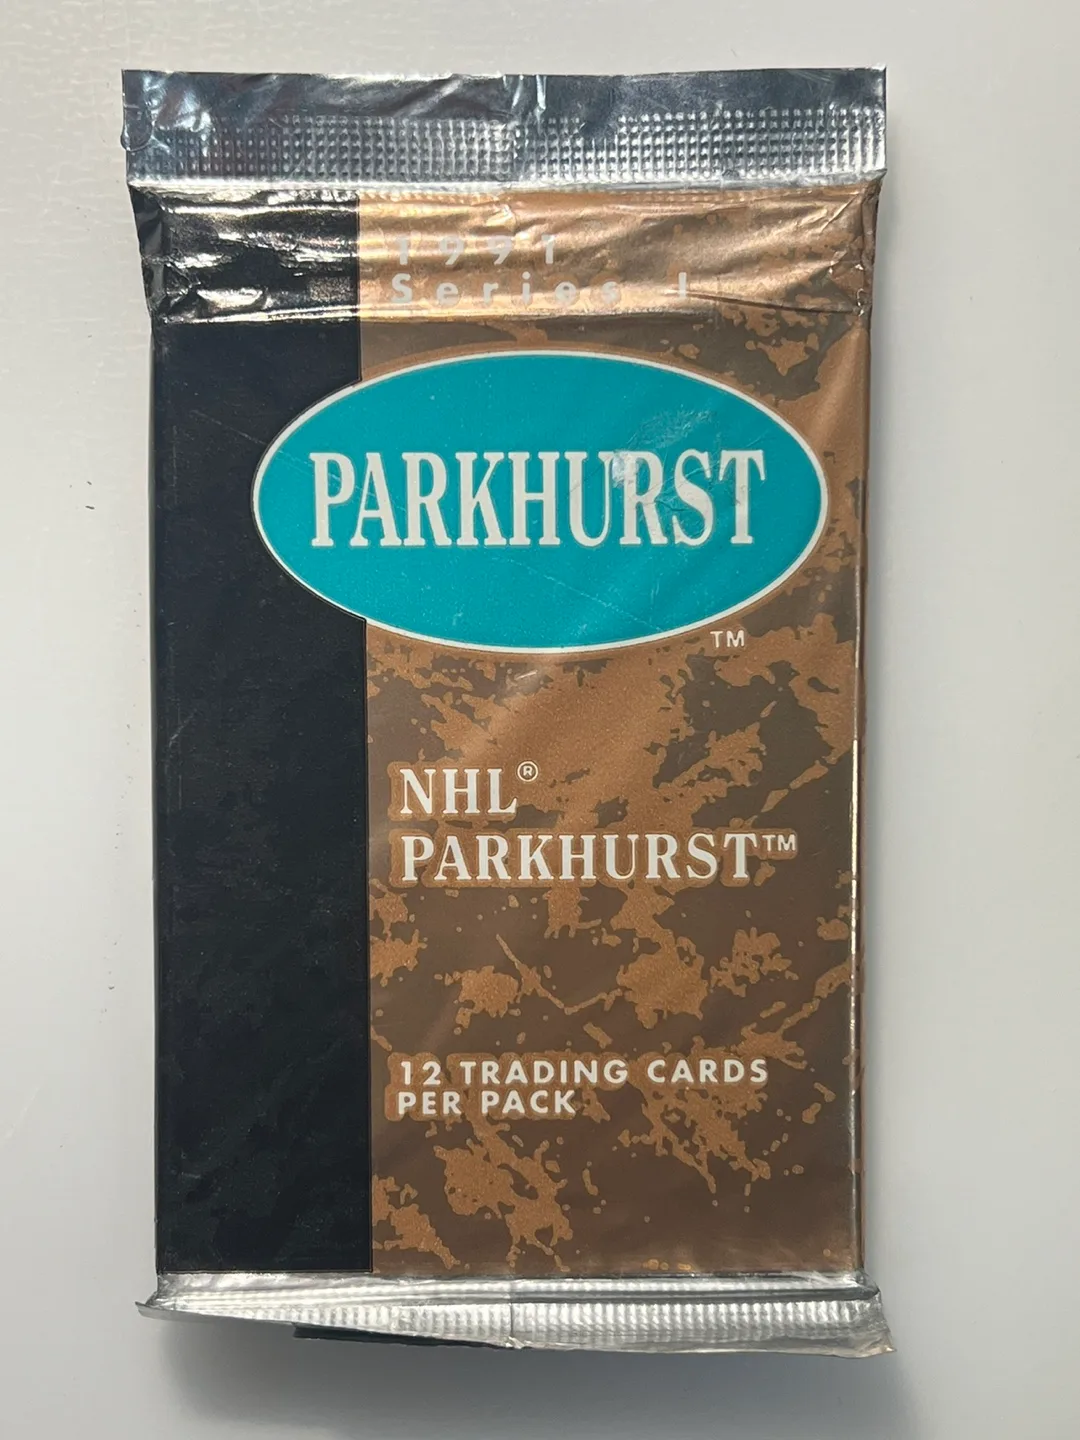 1991
Series I
PARKHURST
TM
NHL®
PARKHURST™
12 TRADING CARDS
PER PACK